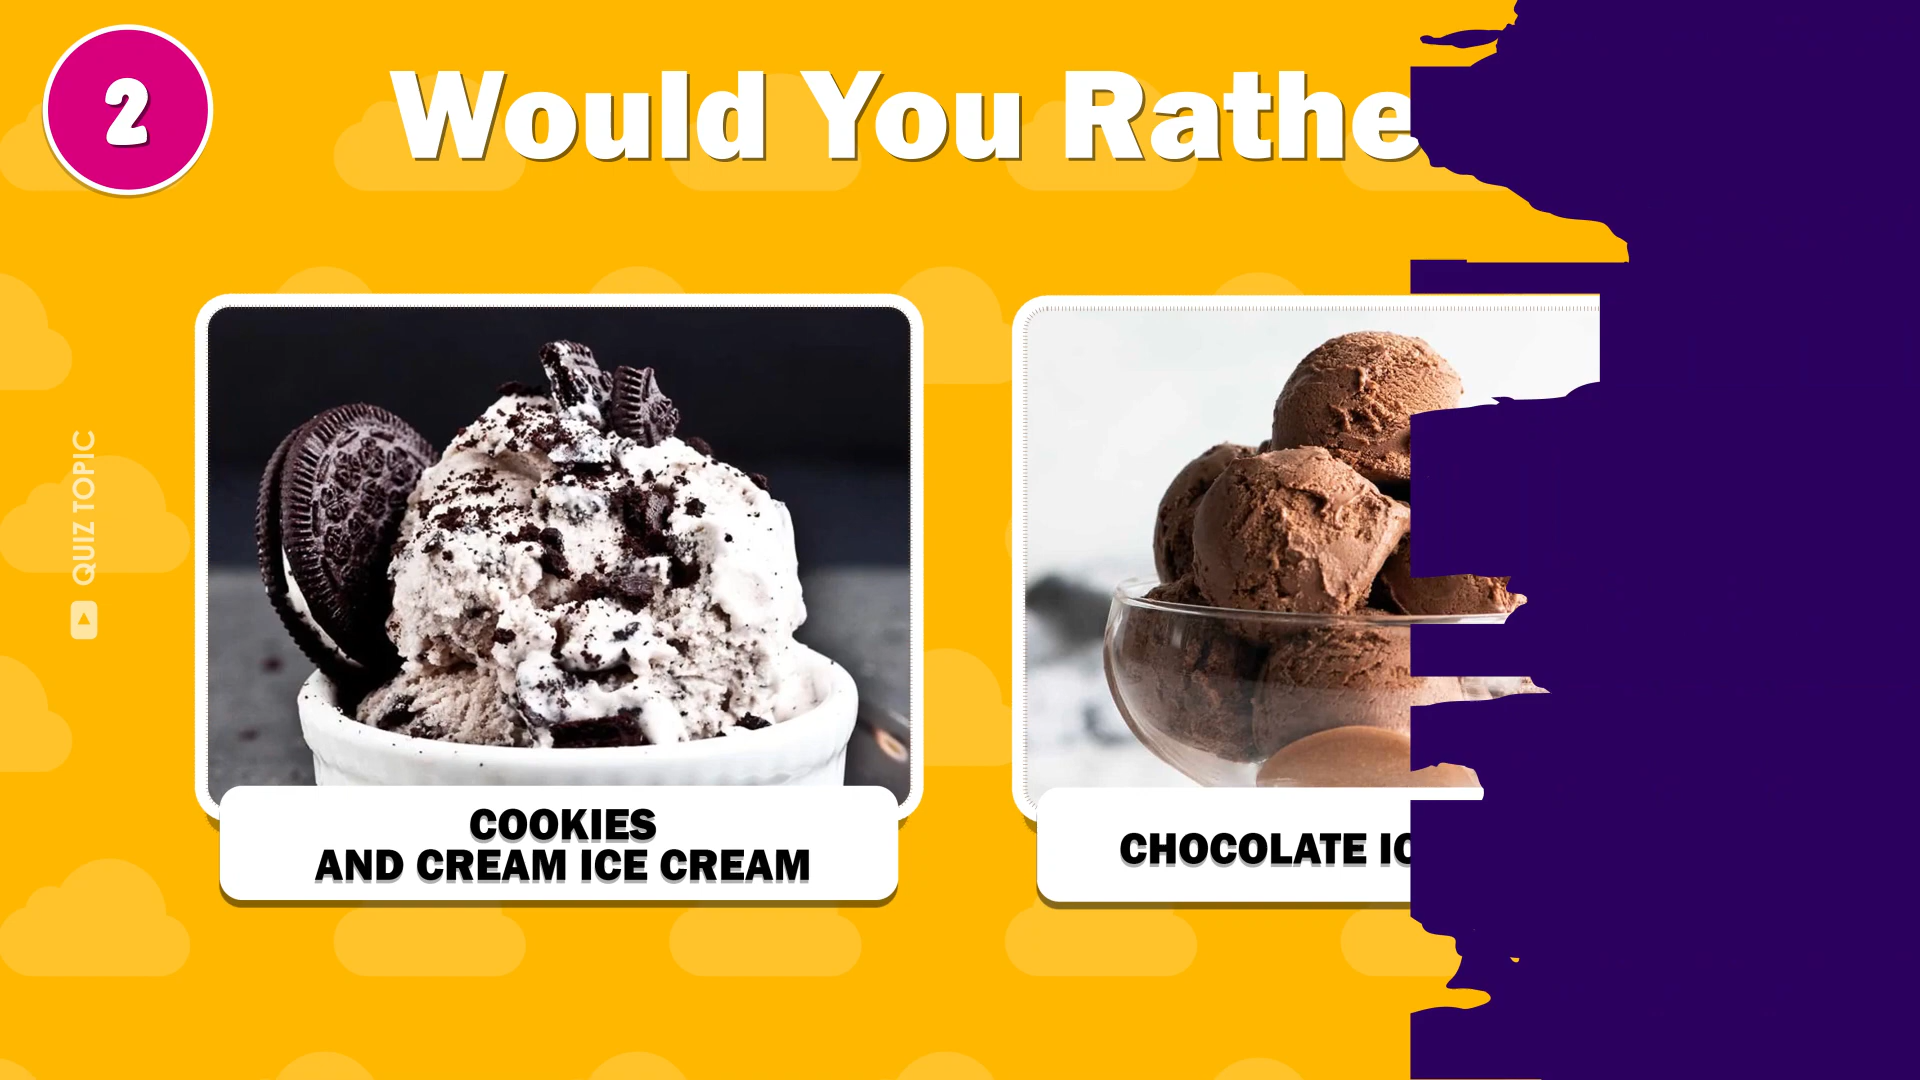 2
Would You Rathe
QUIZ TOPIC
COOKIES
AND CREAM ICE CREAM
CHOCOLATE IC